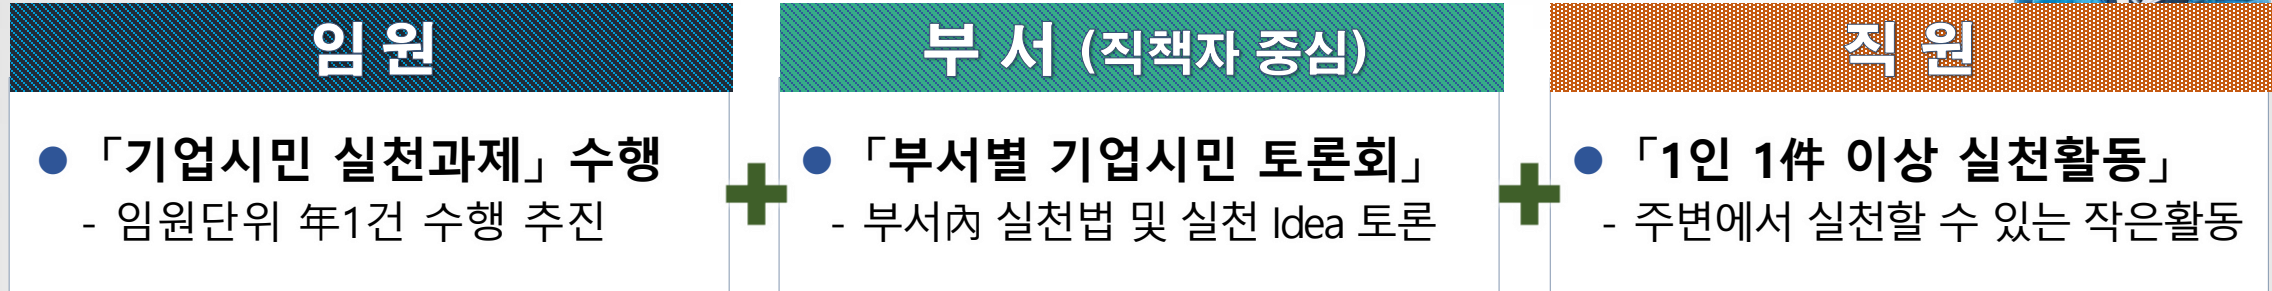 임 원
● 「기업시민 실천과제」 수행
- 임원단위 年1건 수행 추진
부 서 (직책자 중심)
● 「부서별 기업시민 토론회」
- 부서內 실천법 및 실천 Idea 토론
직 원
● 「1인 1件 이상 실천활동」
- 주변에서 실천할 수 있는 작은활동